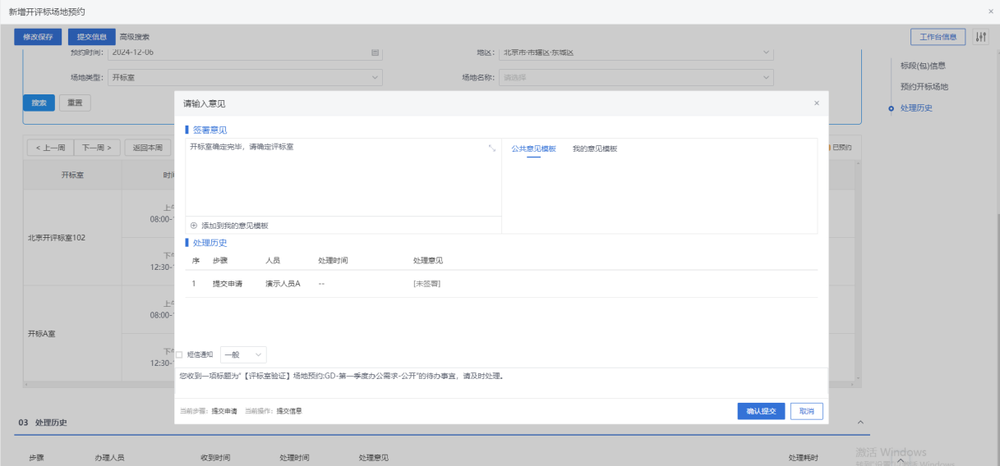 新增开评标场地预约 ×
修改保存 提交信息 高级搜索 工作台信息
预约时间: 2024-12-06 地区: 北京市·市辖区·东城区
场地类型: 开标室 场地名称: 请选择
搜索 重置
标段(包)信息
预约开标场地
处理历史
< 上一周 下一周 > 返回本周 已预约
开标室 时间
北京开评标室102
上午
08:00-
下午
12:30-
开标A室
上午
08:00-
下午
12:30-
请输入意见 ×
签署意见
开标室确定完毕，请确定评标室
公共意见模板 我的意见模板
添加到我的意见模板
处理历史
序 步骤 人员 处理时间 处理意见
1 提交申请 演示人员A -- [未签署]
短信通知 一般
您收到一项标题为“【评标室验证】场地预约:GD-第一季度办公需求-公开”的待办事宜，请及时处理。
当前步骤: 提交申请 当前操作: 提交信息 确认提交 取消
03 处理历史
步骤 办理人员 收到时间 处理时间 处理意见 处理耗时
激活 Windows